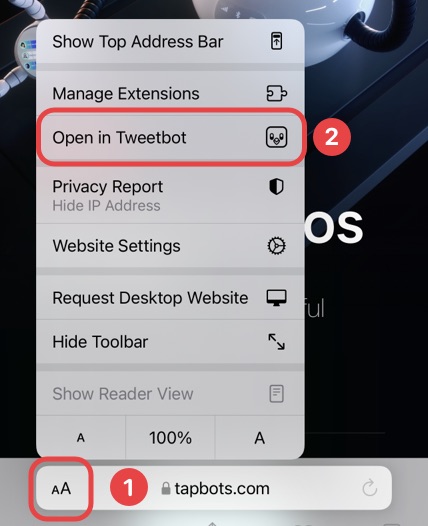 Show Top Address Bar
Manage Extensions
Open in Tweetbot
2
Privacy Report
Hide IP Address
os
Website Settings
Request Desktop Website
ful
Hide Toolbar
Show Reader View
A 100% A
AA 1 tapbots.com